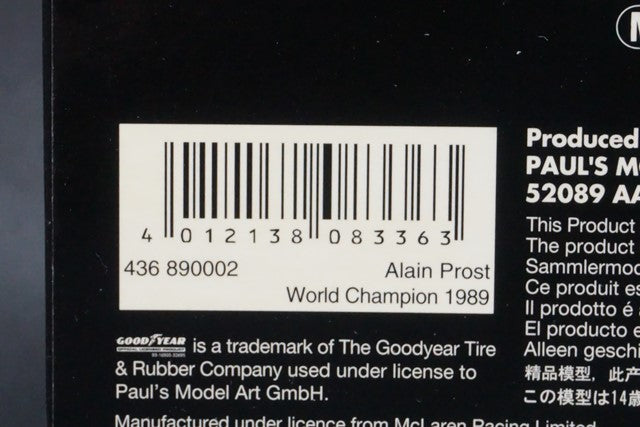 4 012138 083363
436 890002
Alain Prost
World Champion 1989
GOOD YEAR is a trademark of The Goodyear Tire
& Rubber Company used under license to
Paul's Model Art GmbH.
Manufactured under licence from McLaren Racing Limited
Produced
PAUL'S M
52089 AA
This Product
The product
Sammlermod
Ce produit es
Il prodotto é
El producto e
Alleen geschi
精品模型，此产
この模型は14歳